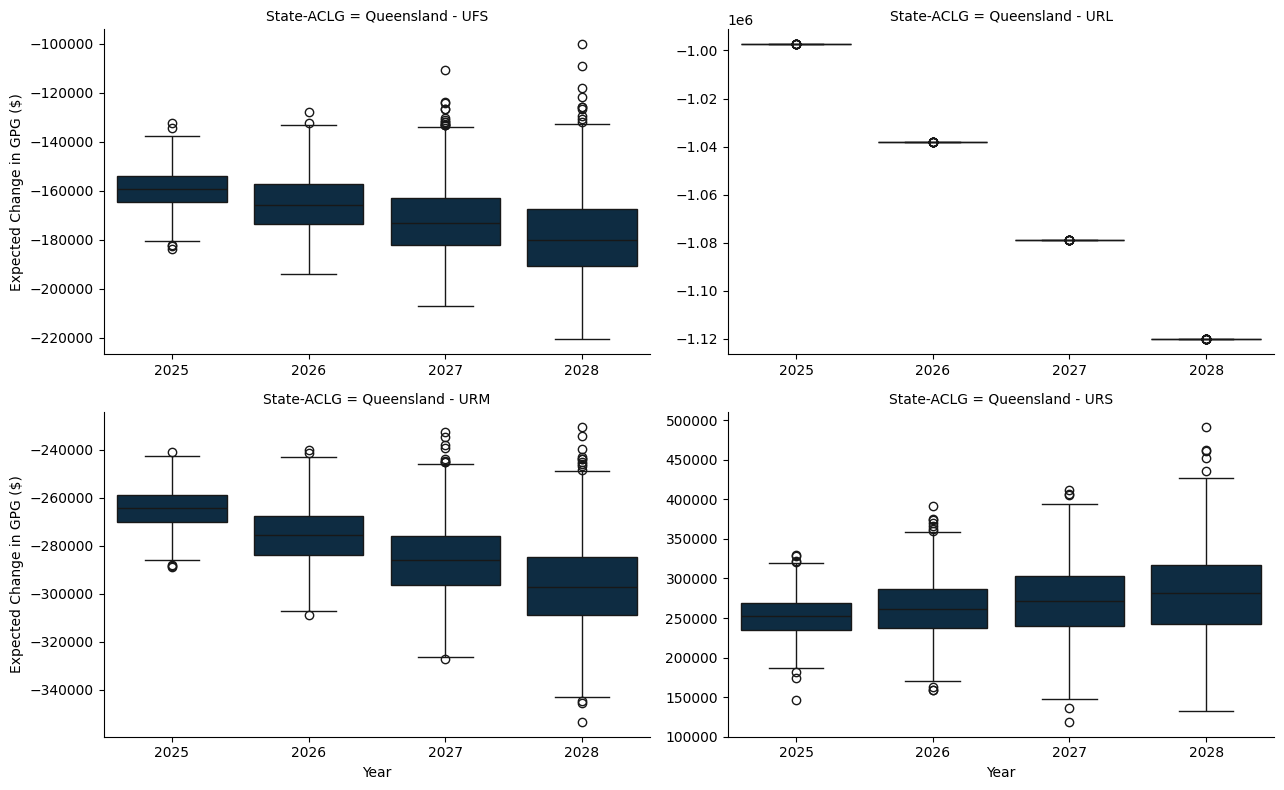 State-ACLG = Queensland - UFS
Expected Change in GPG ($)
−100000
−120000
−140000
−160000
−180000
−200000
−220000
2025 2026 2027 2028
State-ACLG = Queensland - URL
1e6
−1.00
−1.02
−1.04
−1.06
−1.08
−1.10
−1.12
2025 2026 2027 2028
State-ACLG = Queensland - URM
Expected Change in GPG ($)
−240000
−260000
−280000
−300000
−320000
−340000
2025 2026 2027 2028
Year
State-ACLG = Queensland - URS
500000
450000
400000
350000
300000
250000
200000
150000
100000
2025 2026 2027 2028
Year